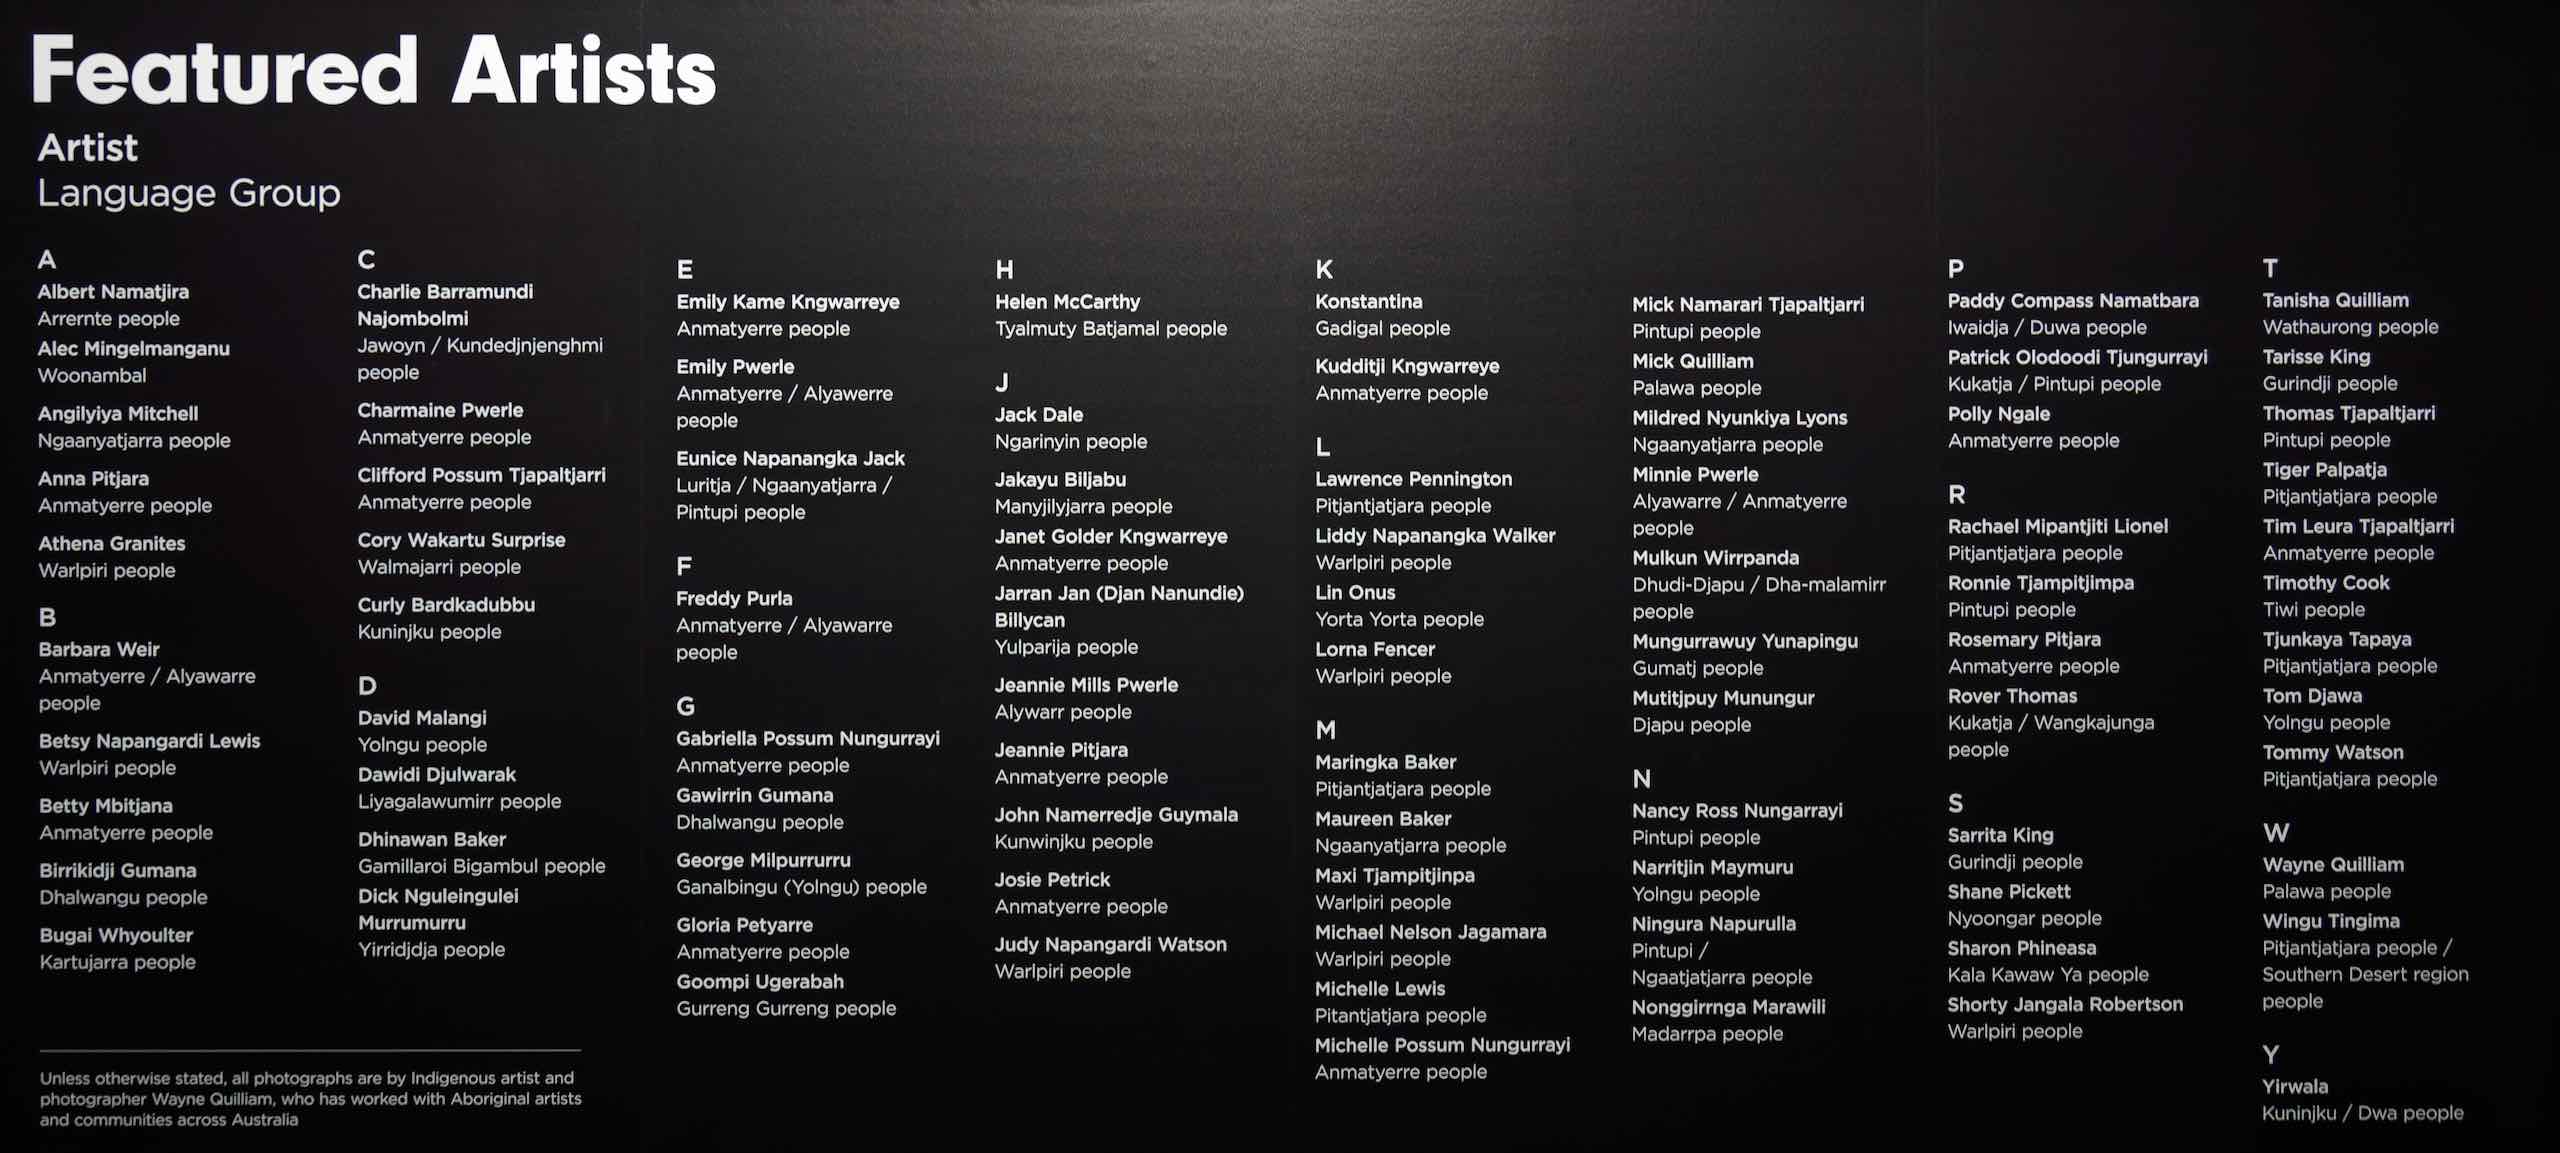 Featured Artists
Artist
Language Group
A
Albert Namatjira
Arrernte people
Alec Mingelmanganu
Woonambal
Angilyiya Mitchell
Ngaanyatjarra people
Anna Pitjara
Anmatyerre people
Athena Granites
Warlpiri people
B
Barbara Weir
Anmatyerre / Alyawarre
people
Betsy Napangardi Lewis
Warlpiri people
Betty Mbitjana
Anmatyerre people
Birrikidji Gumana
Dhalwangu people
Bugai Whyoulter
Kartujarra people
C
Charlie Barramundi
Najombolmi
Jawoyn / Kundedjnjenghmi
people
Charmaine Pwerle
Anmatyerre people
Clifford Possum Tjapaltjarri
Anmatyerre people
Cory Wakartu Surprise
Walmajarri people
Curly Bardkadubbu
Kuninjku people
D
David Malangi
Yolngu people
Dawidi Djulwarak
Liyagalawumirr people
Dhinawan Baker
Gamillaroi Bigambul people
Dick Nguleingulei
Murrumurru
Yirridjdja people
E
Emily Kame Kngwarreye
Anmatyerre people
Emily Pwerle
Anmatyerre / Alyawerre
people
Eunice Napanangka Jack
Luritja / Ngaanyatjarra /
Pintupi people
F
Freddy Purla
Anmatyerre / Alyawarre
people
G
Gabriella Possum Nungurrayi
Anmatyerre people
Gawirrin Gumana
Dhalwangu people
George Milpurrurru
Ganalbingu (Yolngu) people
Gloria Petyarre
Anmatyerre people
Goompi Ugerabah
Gurreng Gurreng people
H
Helen McCarthy
Tyalmuty Batjamal people
J
Jack Dale
Ngarinyin people
Jakayu Biljabu
Manyjilyjarra people
Janet Golder Kngwarreye
Anmatyerre people
Jarran Jan (Djan Nanundie)
Billycan
Yulparija people
Jeannie Mills Pwerle
Alywarr people
Jeannie Pitjara
Anmatyerre people
John Namerredje Guymala
Kunwinjku people
Josie Petrick
Anmatyerre people
Judy Napangardi Watson
Warlpiri people
K
Konstantina
Gadigal people
Kudditji Kngwarreye
Anmatyerre people
L
Lawrence Pennington
Pitjantjatjara people
Liddy Napanangka Walker
Warlpiri people
Lin Onus
Yorta Yorta people
Lorna Fencer
Warlpiri people
M
Maringka Baker
Pitjantjatjara people
Maureen Baker
Ngaanyatjarra people
Maxi Tjampitjinpa
Warlpiri people
Michael Nelson Jagamara
Warlpiri people
Michelle Lewis
Pitantjatjara people
Michelle Possum Nungurrayi
Anmatyerre people
Mick Namarari Tjapaltjarri
Pintupi people
Mick Quilliam
Palawa people
Mildred Nyunkiya Lyons
Ngaanyatjarra people
Minnie Pwerle
Alyawarre / Anmatyerre
people
Mulkun Wirrpanda
Dhudi-Djapu / Dha-malamirr
people
Mungurrawuy Yunapingu
Gumatj people
Mutitjpuy Munungur
Djapu people
N
Nancy Ross Nungarrayi
Pintupi people
Narritjin Maymuru
Yolngu people
Ningura Napurulla
Pintupi /
Ngaatjatjarra people
Nonggirrnga Marawili
Madarrpa people
P
Paddy Compass Namatbara
Iwaidja / Duwa people
Patrick Olodoodi Tjungurrayi
Kukatja / Pintupi people
Polly Ngale
Anmatyerre people
R
Rachael Mipantjiti Lionel
Pitjantjatjara people
Ronnie Tjampitjimpa
Pintupi people
Rosemary Pitjara
Anmatyerre people
Rover Thomas
Kukatja / Wangkajunga
people
S
Sarrita King
Gurindji people
Shane Pickett
Nyoongar people
Sharon Phineasa
Kala Kawaw Ya people
Shorty Jangala Robertson
Warlpiri people
T
Tanisha Quilliam
Wathaurong people
Tarisse King
Gurindji people
Thomas Tjapaltjarri
Pintupi people
Tiger Palpatja
Pitjantjatjara people
Tim Leura Tjapaltjarri
Anmatyerre people
Timothy Cook
Tiwi people
Tjunkaya Tapaya
Pitjantjatjara people
Tom Djawa
Yolngu people
Tommy Watson
Pitjantjatjara people
W
Wayne Quilliam
Palawa people
Wingu Tingima
Pitjantjatjara people /
Southern Desert region
people
Y
Yirwala
Kuninjku / Dwa people
Unless otherwise stated, all photographs are by Indigenous artist and
photographer Wayne Quilliam, who has worked with Aboriginal artists
and communities across Australia